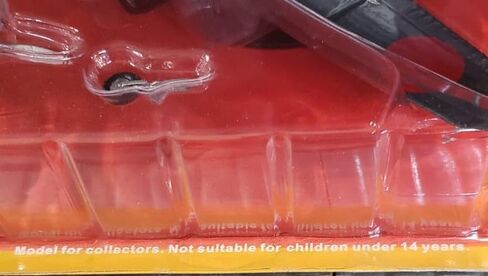 Model for collectors. Not suitable for children under 14 years